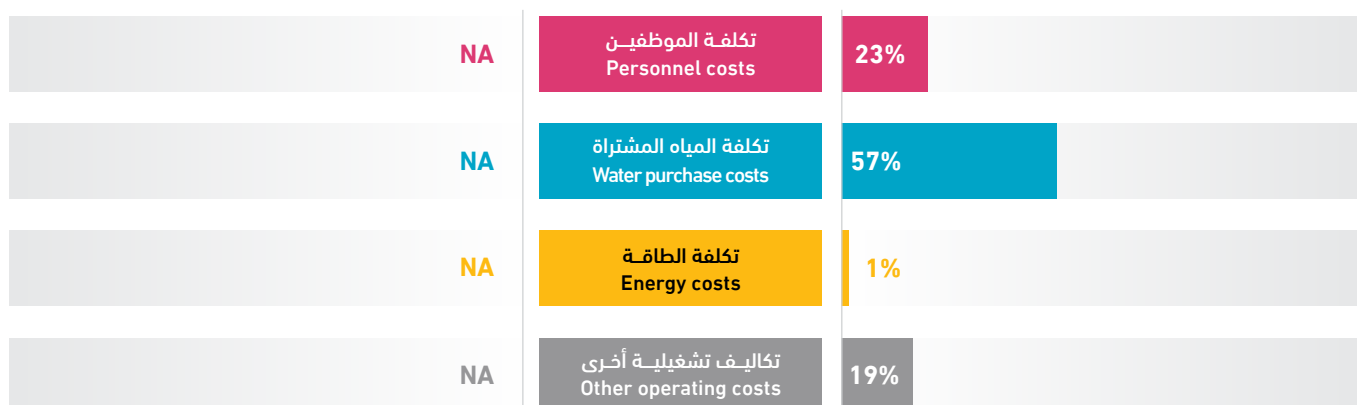 NA
تكلفة الموظفين
Personnel costs
23%
NA
تكلفة المياه المشتراة
Water purchase costs
57%
NA
تكلفة الطاقة
Energy costs
1%
NA
تكاليف تشغيلية أخرى
Other operating costs
19%